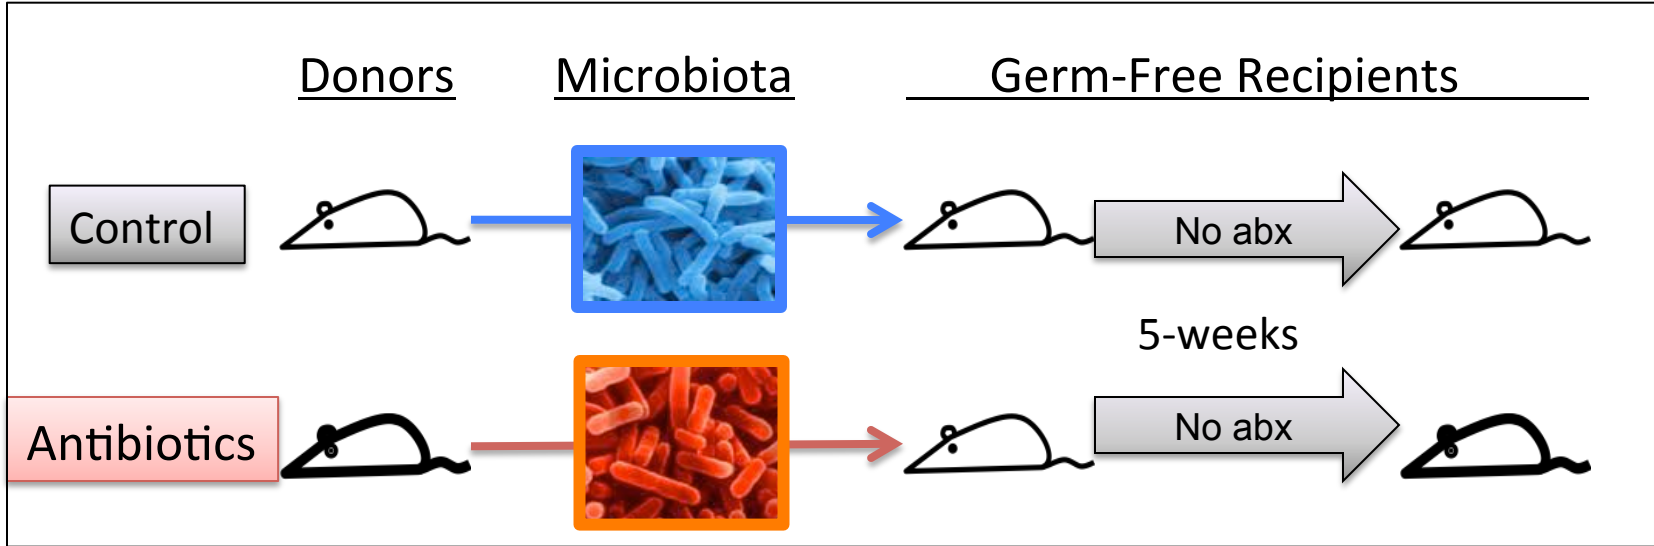 Donors Microbiota Germ-Free Recipients
Control
No abx
5-weeks
Antibiotics
No abx